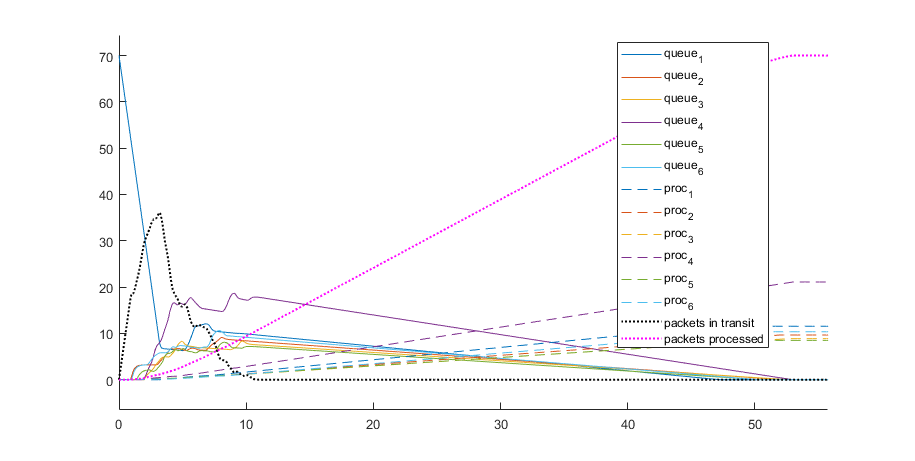 70
60
50
40
30
20
10
0
0 10 20 30 40 50
queue1
queue2
queue3
queue4
queue5
queue6
proc1
proc2
proc3
proc4
proc5
proc6
packets in transit
packets processed